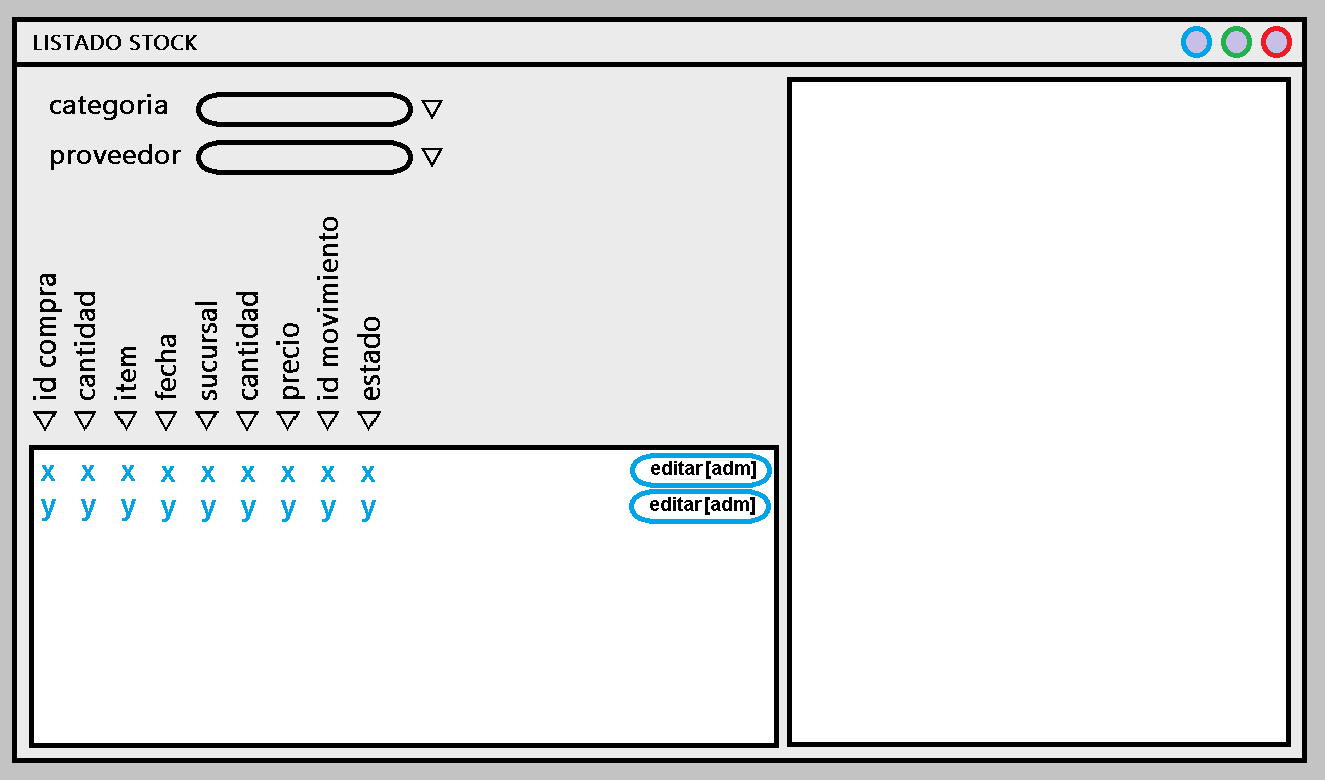 LISTADO STOCK
categoria
proveedor
id compra
cantidad
item
fecha
sucursal
cantidad
precio
id movimiento
estado
x x x x x x x x x editar[adm]
y y y y y y y y y editar[adm]